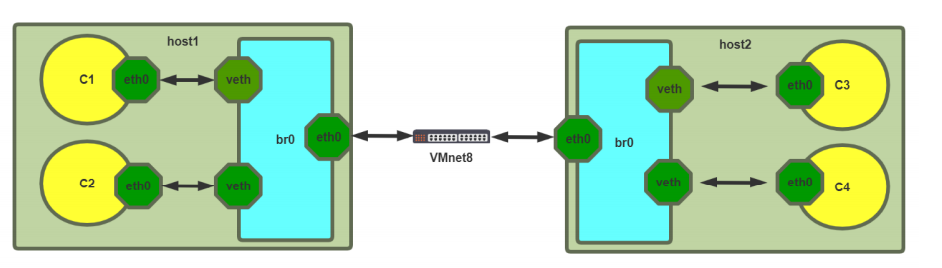 host1
C1
eth0
veth
br0
eth0
C2
eth0
veth
VMnet8
host2
eth0
br0
veth
eth0
C3
veth
eth0
C4